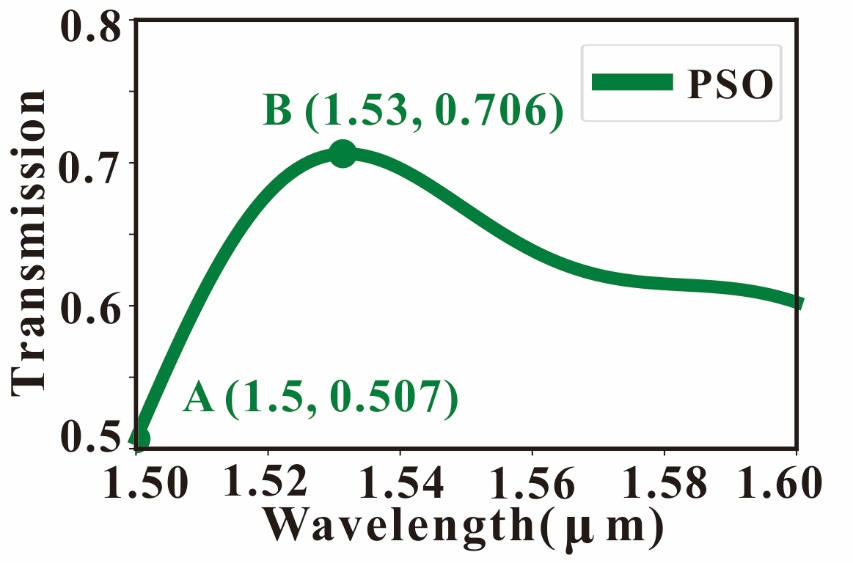 0.8
PSO
B (1.53, 0.706)
0.7
Transmission
0.6
A (1.5, 0.507)
0.5
1.50 1.52 1.54 1.56 1.58 1.60
Wavelength(μm)